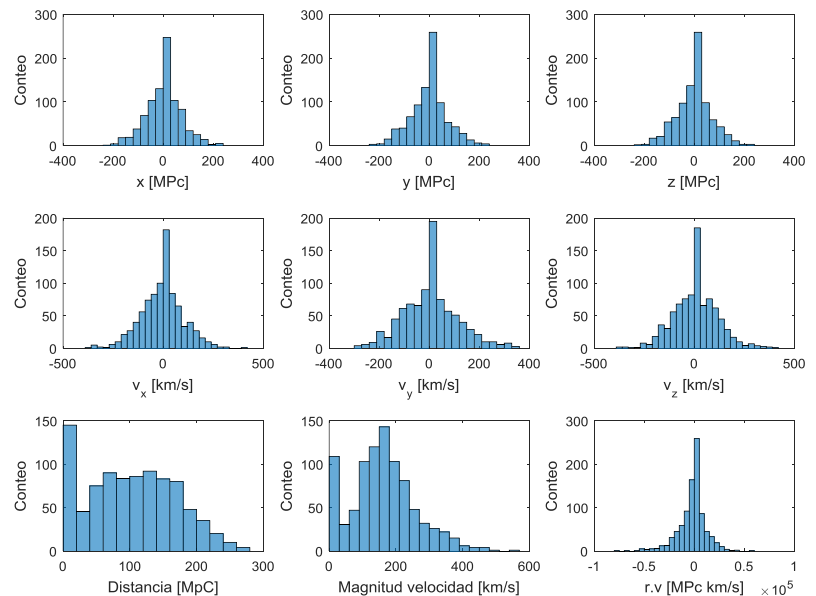 300
200
100
0
Conteo
-400 -200 0 200 400
x [MPc]
300
200
100
0
Conteo
-400 -200 0 200 400
y [MPc]
300
200
100
0
Conteo
-400 -200 0 200 400
z [MPc]
200
150
100
50
0
Conteo
-500 0 500
v_x [km/s]
200
150
100
50
0
Conteo
-400 -200 0 200 400
v_y [km/s]
200
150
100
50
0
Conteo
-500 0 500
v_z [km/s]
150
100
50
0
Conteo
0 100 200 300
Distancia [MpC]
150
100
50
0
Conteo
0 200 400 600
Magnitud velocidad [km/s]
300
200
100
0
Conteo
-1 -0.5 0 0.5 1
r.v [MPc km/s] ×10^5